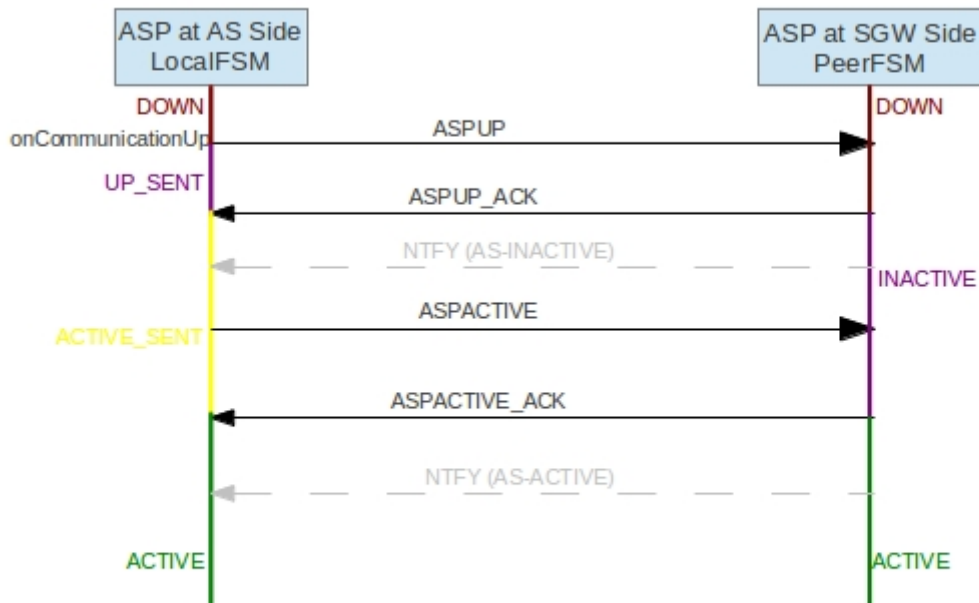 ASP at AS Side
LocalFSM
ASP at SGW Side
PeerFSM
DOWN
DOWN
onCommunicationUp
ASPUP
UP_SENT
ASPUP_ACK
NTFY (AS-INACTIVE)
INACTIVE
ASPACTIVE
ACTIVE_SENT
ASPACTIVE_ACK
NTFY (AS-ACTIVE)
ACTIVE
ACTIVE